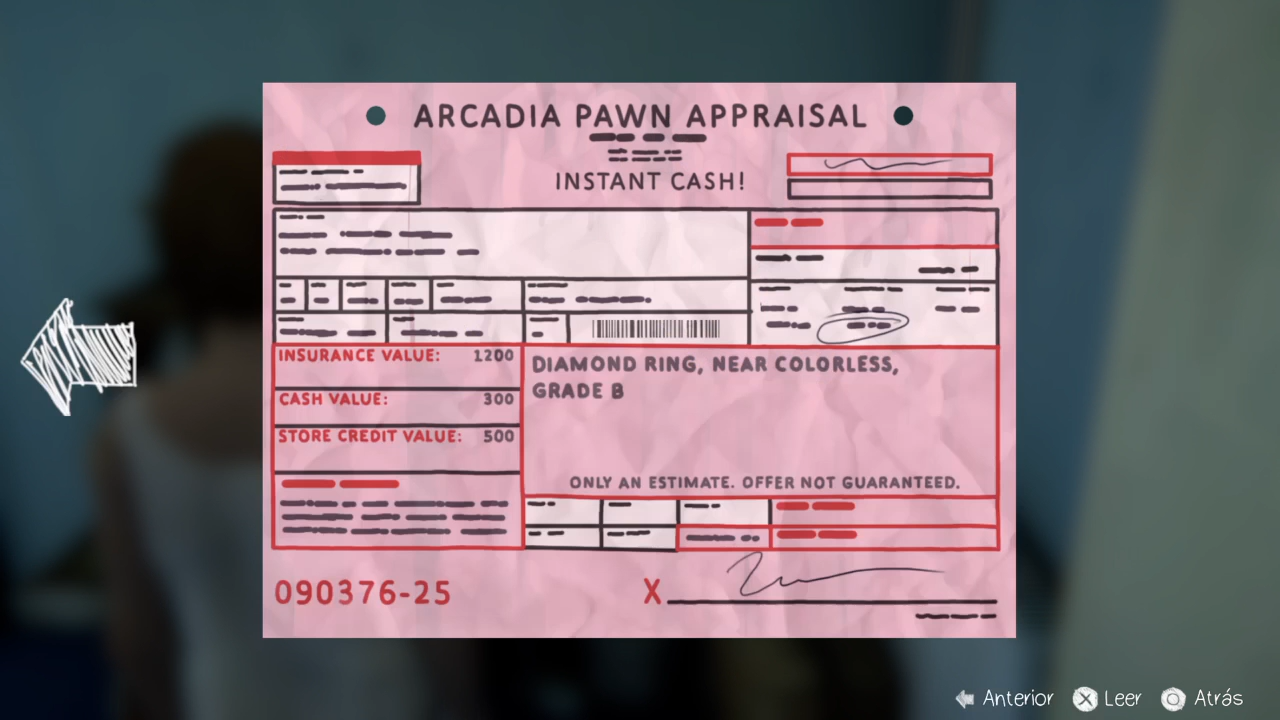 ARCADIA PAWN APPRAISAL
INSTANT CASH!
INSURANCE VALUE: 1200
CASH VALUE: 300
STORE CREDIT VALUE: 500
DIAMOND RING, NEAR COLORLESS,
GRADE B
ONLY AN ESTIMATE. OFFER NOT GUARANTEED.
090376-25
X
Anterior Leer Atrás